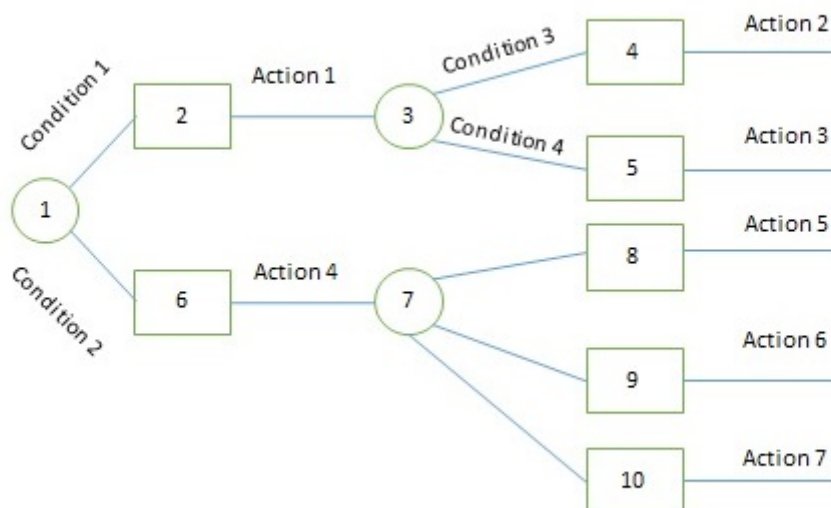 Condition 1
Condition 2
1
2
Action 1
3
Condition 3
Condition 4
4
Action 2
5
Action 3
6
Action 4
7
8
Action 5
9
Action 6
10
Action 7